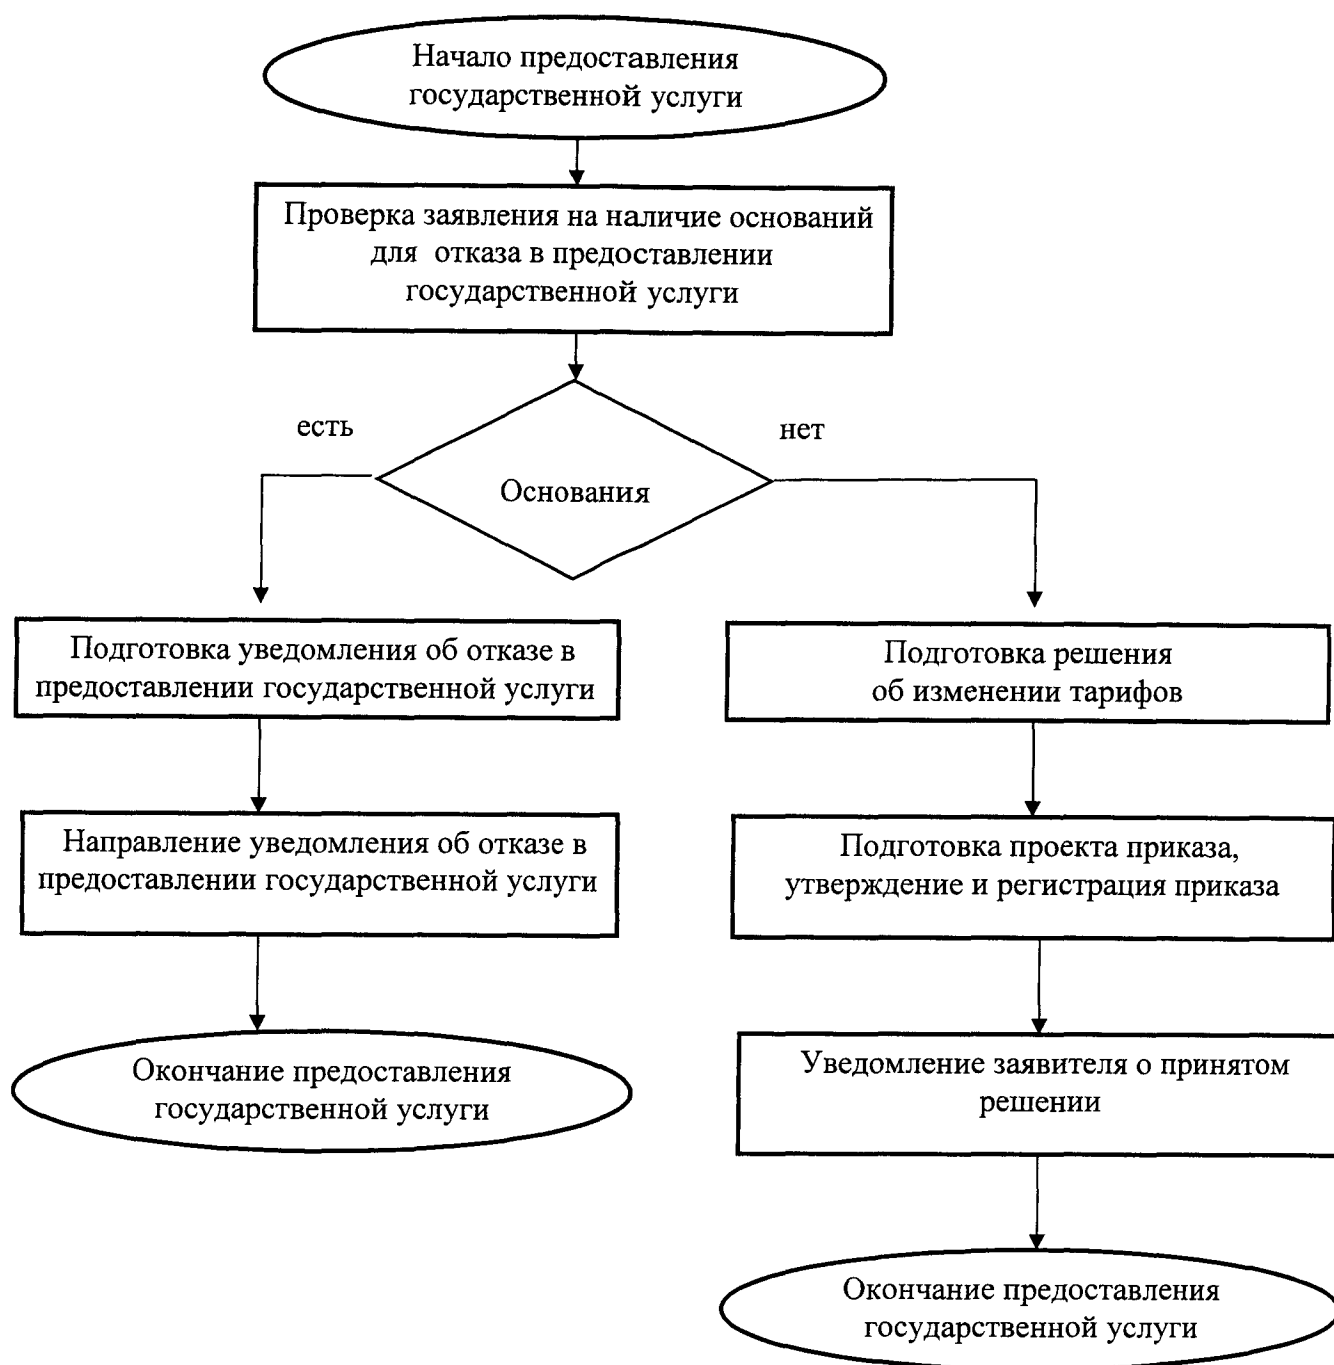 Начало предоставления
государственной услуги
Проверка заявления на наличие оснований
для отказа в предоставлении
государственной услуги
есть
нет
Основания
Подготовка уведомления об отказе в
предоставлении государственной услуги
Подготовка решения
об изменении тарифов
Направление уведомления об отказе в
предоставлении государственной услуги
Подготовка проекта приказа,
утверждение и регистрация приказа
Окончание предоставления
государственной услуги
Уведомление заявителя о принятом
решении
Окончание предоставления
государственной услуги